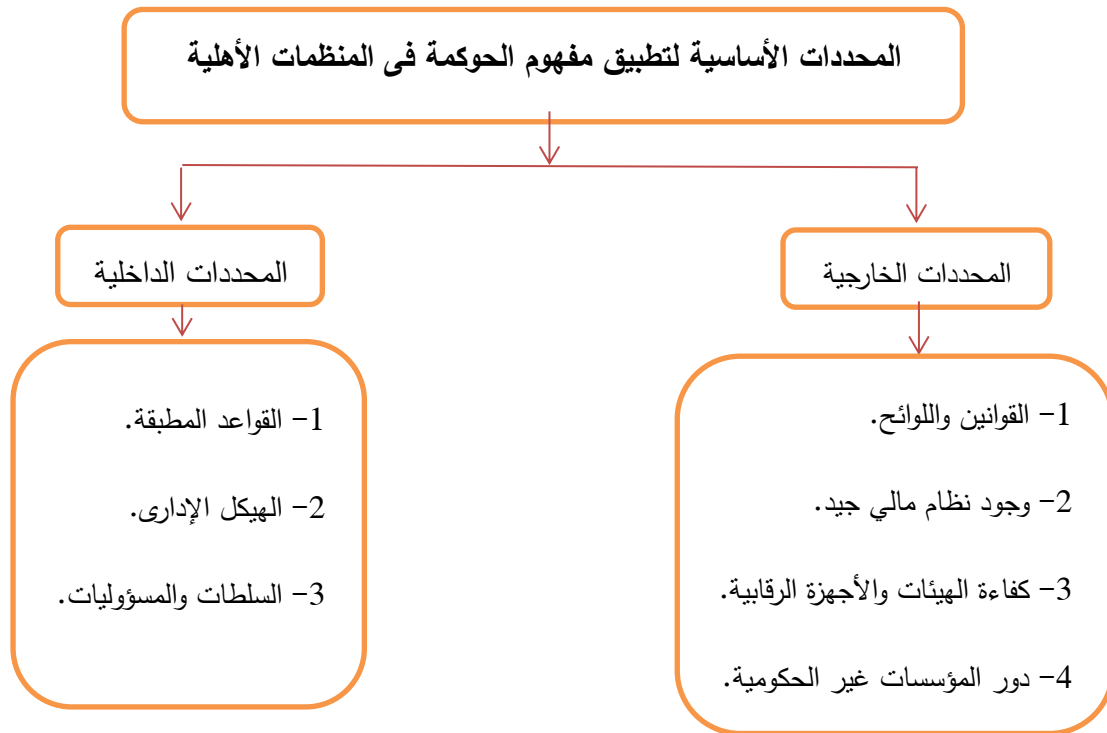 المحددات الأساسية لتطبيق مفهوم الحوكمة فى المنظمات الأهلية
المحددات الخارجية
1- القوانين واللوائح.
2- وجود نظام مالي جيد.
3- كفاءة الهيئات والأجهزة الرقابية.
4- دور المؤسسات غير الحكومية.
المحددات الداخلية
1- القواعد المطبقة.
2- الهيكل الإدارى.
3- السلطات والمسؤوليات.